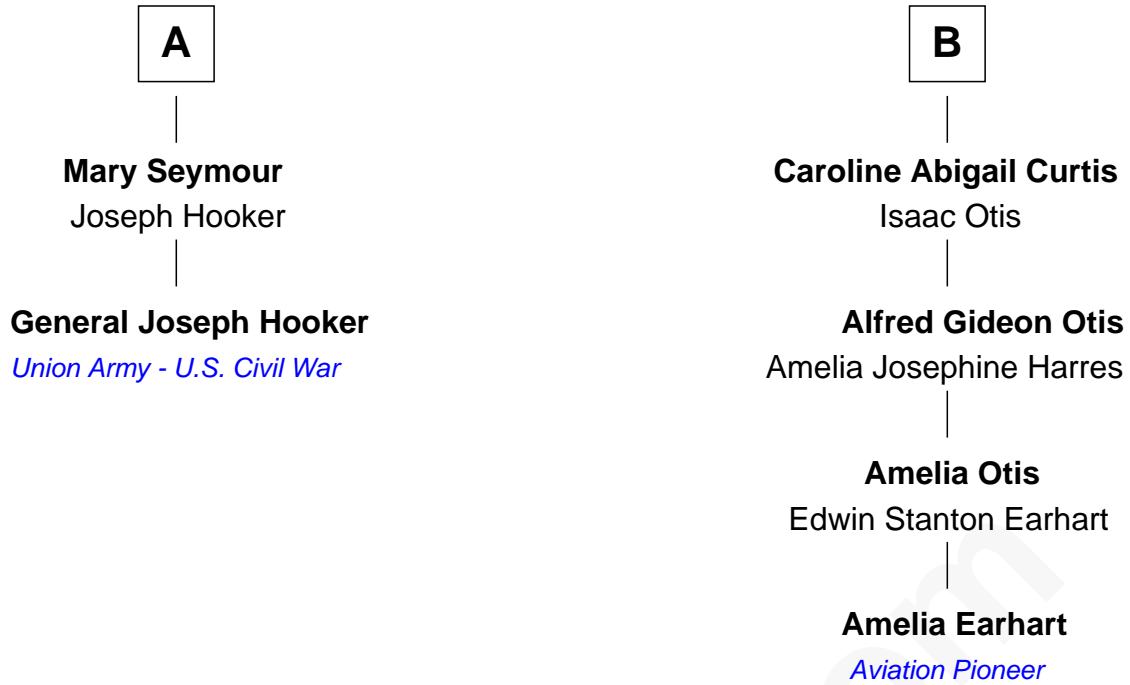 A
Mary Seymour
Joseph Hooker
General Joseph Hooker
Union Army - U.S. Civil War
B
Caroline Abigail Curtis
Isaac Otis
Alfred Gideon Otis
Amelia Josephine Harres
Amelia Otis
Edwin Stanton Earhart
Amelia Earhart
Aviation Pioneer